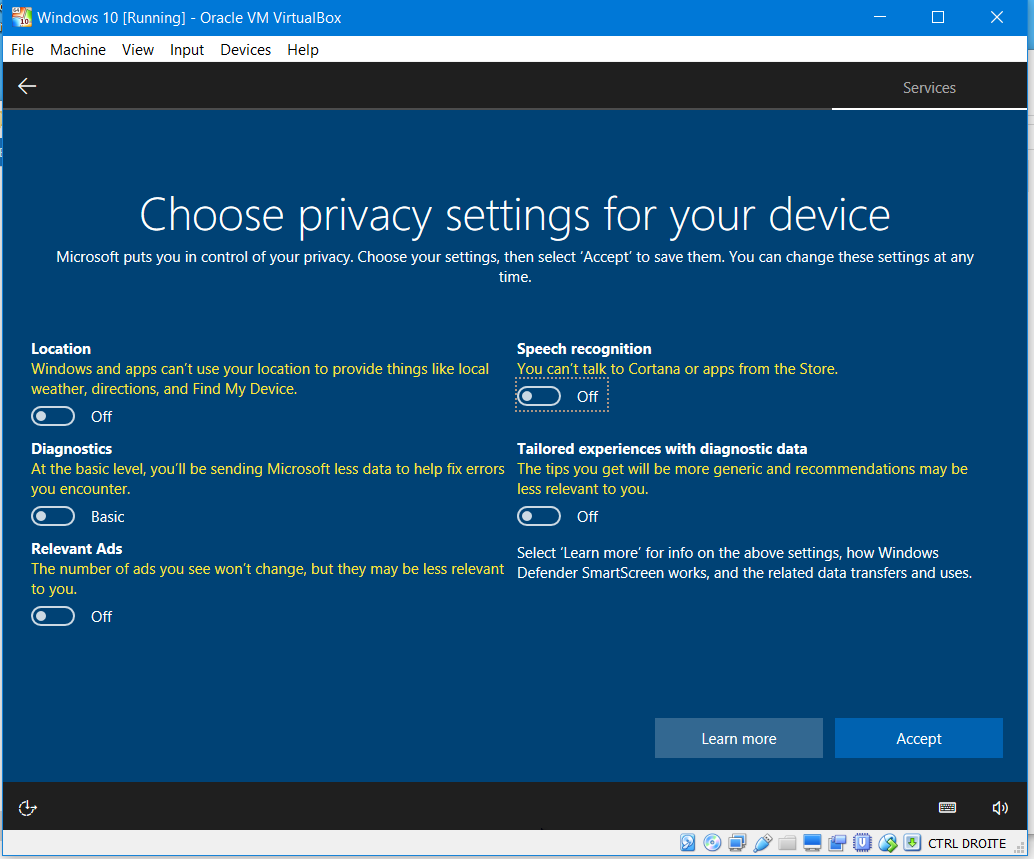 Windows 10 [Running] - Oracle VM VirtualBox
File Machine View Input Devices Help
Services
Choose privacy settings for your device
Microsoft puts you in control of your privacy. Choose your settings, then select ‘Accept’ to save them. You can change these settings at any
time.
Location
Windows and apps can’t use your location to provide things like local
weather, directions, and Find My Device.
Off
Speech recognition
You can’t talk to Cortana or apps from the Store.
Off
Diagnostics
At the basic level, you’ll be sending Microsoft less data to help fix errors
you encounter.
Basic
Tailored experiences with diagnostic data
The tips you get will be more generic and recommendations may be
less relevant to you.
Off
Relevant Ads
The number of ads you see won’t change, but they may be less relevant
to you.
Off
Select ‘Learn more’ for info on the above settings, how Windows
Defender SmartScreen works, and the related data transfers and uses.
Learn more
Accept
CTRL DROITE